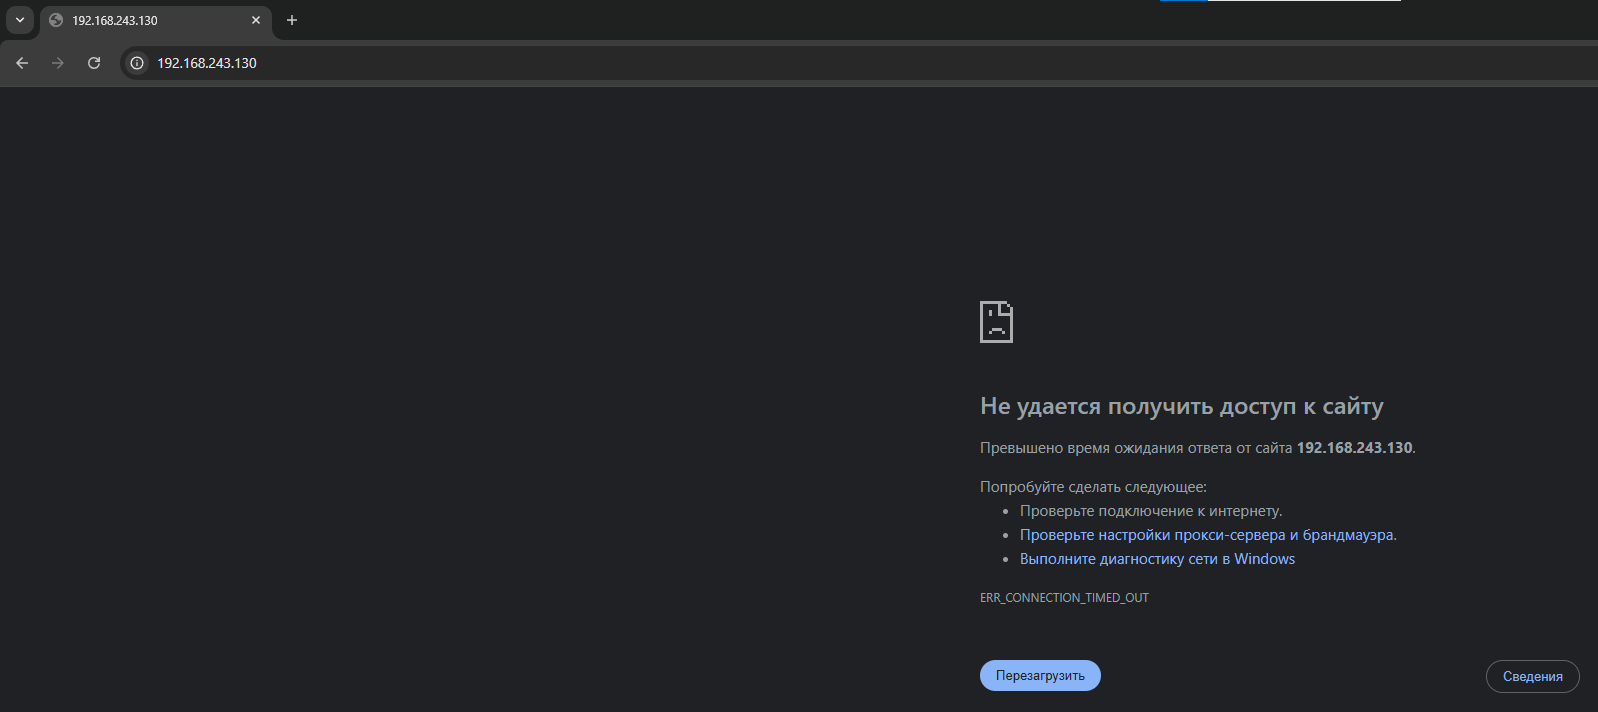 192.168.243.130
192.168.243.130
Не удается получить доступ к сайту
Превышено время ожидания ответа от сайта 192.168.243.130.
Попробуйте сделать следующее:
Проверьте подключение к интернету.
Проверьте настройки прокси-сервера и брандмауэра.
Выполните диагностику сети в Windows
ERR_CONNECTION_TIMED_OUT
Перезагрузить
Сведения